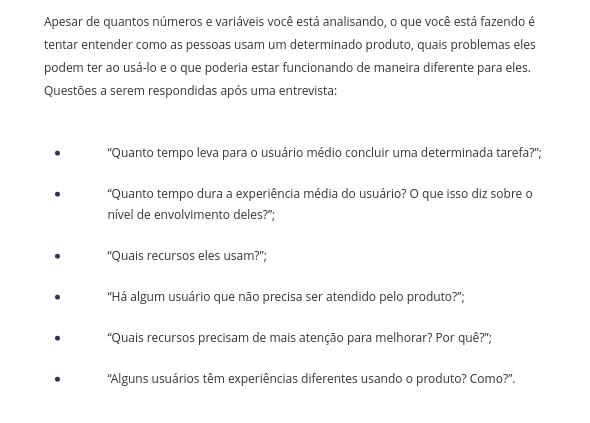 Apesar de quantos números e variáveis você está analisando, o que você está fazendo é
tentar entender como as pessoas usam um determinado produto, quais problemas eles
podem ter ao usá-lo e o que poderia estar funcionando de maneira diferente para eles.
Questões a serem respondidas após uma entrevista:
• “Quanto tempo leva para o usuário médio concluir uma determinada tarefa?”;
• “Quanto tempo dura a experiência média do usuário? O que isso diz sobre o
nível de envolvimento deles?”;
• “Quais recursos eles usam?”;
• “Há algum usuário que não precisa ser atendido pelo produto?”;
• “Quais recursos precisam de mais atenção para melhorar? Por quê?”;
• “Alguns usuários têm experiências diferentes usando o produto? Como?”.